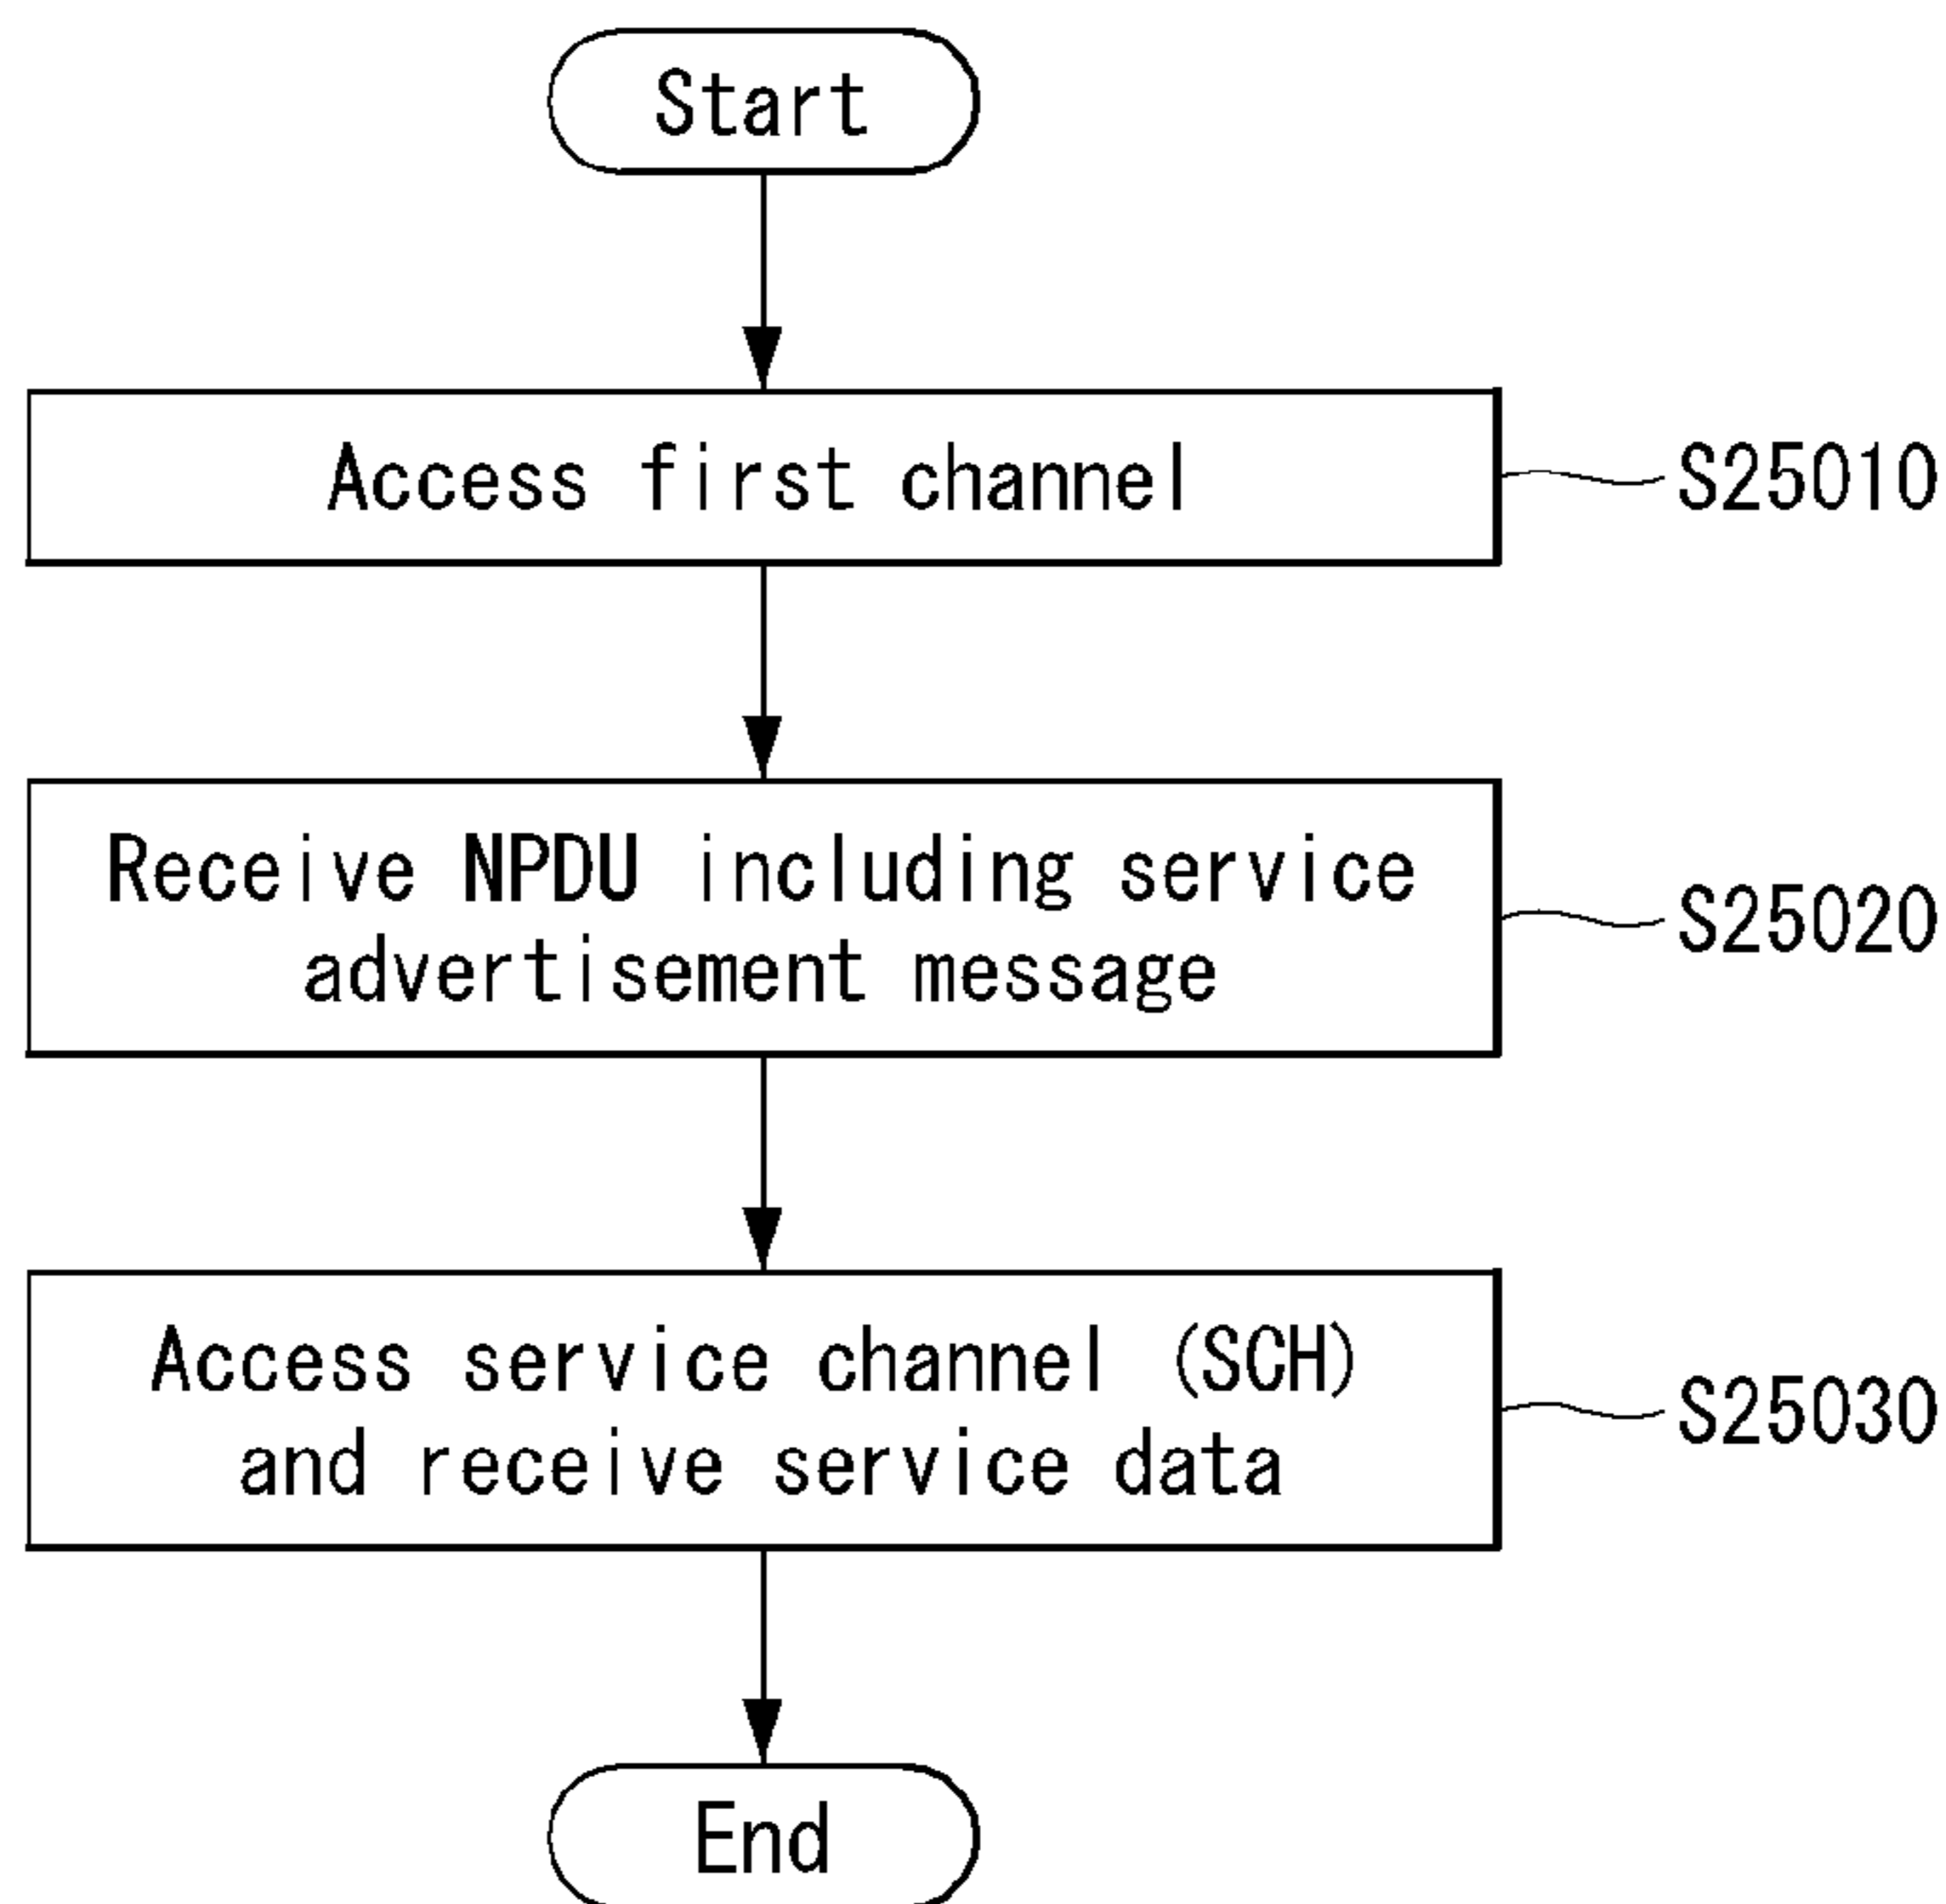 Start
Access first channel
S25010
Receive NPDU including service
advertisement message
S25020
Access service channel (SCH)
and receive service data
S25030
End